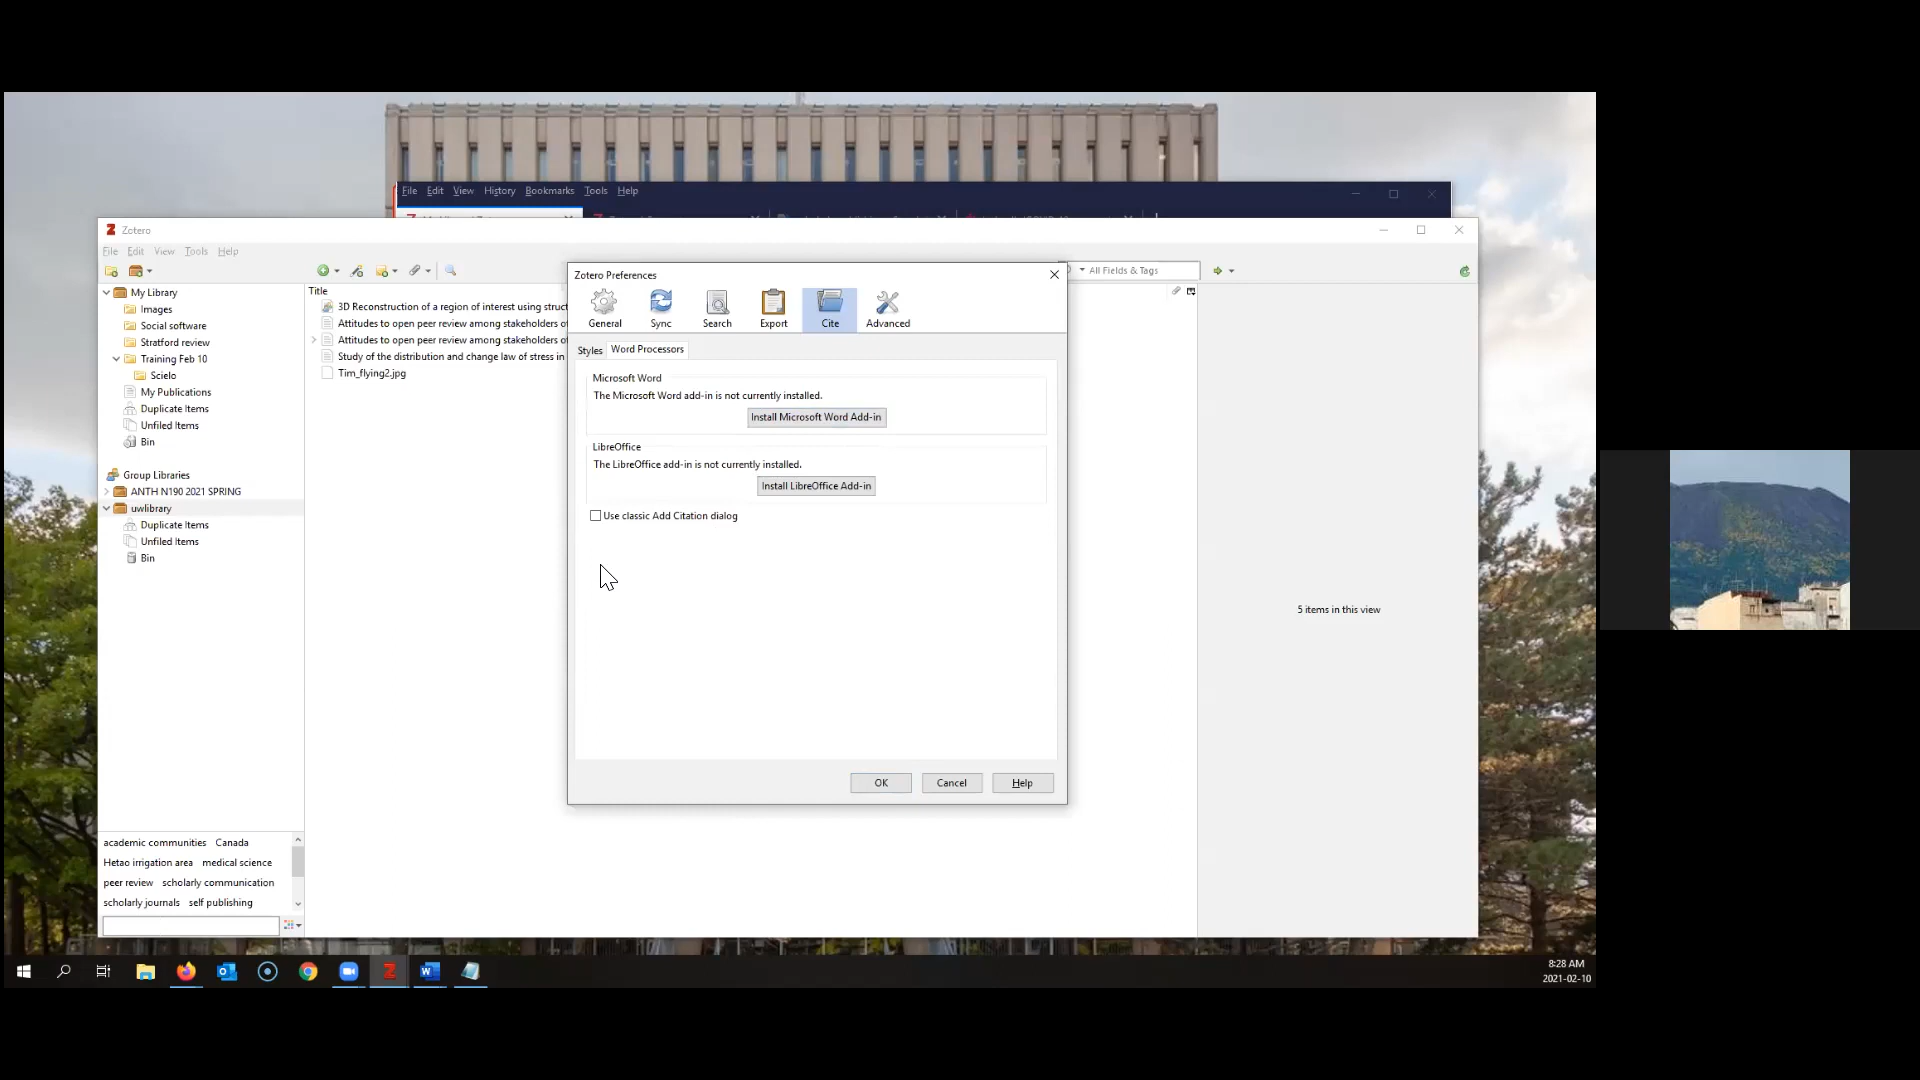 File Edit View History Bookmarks Tools Help
Zotero
File Edit View Tools Help
All Fields & Tags
My Library
Images
Social software
Stratford review
Training Feb 10
Scielo
My Publications
Duplicate Items
Unfiled Items
Bin
Group Libraries
ANTH N190 2021 SPRING
uwlibrary
Duplicate Items
Unfiled Items
Bin
academic communities Canada
Hetao irrigation area medical science
peer review scholarly communication
scholarly journals self publishing
Title
3D Reconstruction of a region of interest using struct
Attitudes to open peer review among stakeholders of
Attitudes to open peer review among stakeholders of
Study of the distribution and change law of stress in
Tim_flying2.jpg
Zotero Preferences
General Sync Search Export Cite Advanced
Styles Word Processors
Microsoft Word
The Microsoft Word add-in is not currently installed.
Install Microsoft Word Add-in
LibreOffice
The LibreOffice add-in is not currently installed.
Install LibreOffice Add-in
Use classic Add Citation dialog
OK Cancel Help
5 items in this view
8:28 AM
2021-02-10